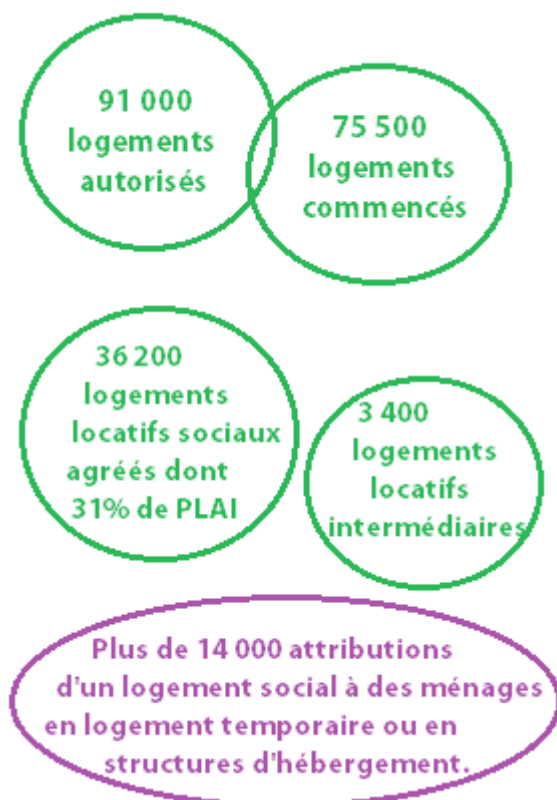 91 000
logements
autorisés
75 500
logements
commencés
36 200
logements
locatifs sociaux
agréés dont
31% de PLAI
3 400
logements
locatifs
intermédiaires
Plus de 14 000 attributions
d'un logement social à des ménages
en logement temporaire ou en
structures d'hébergement.